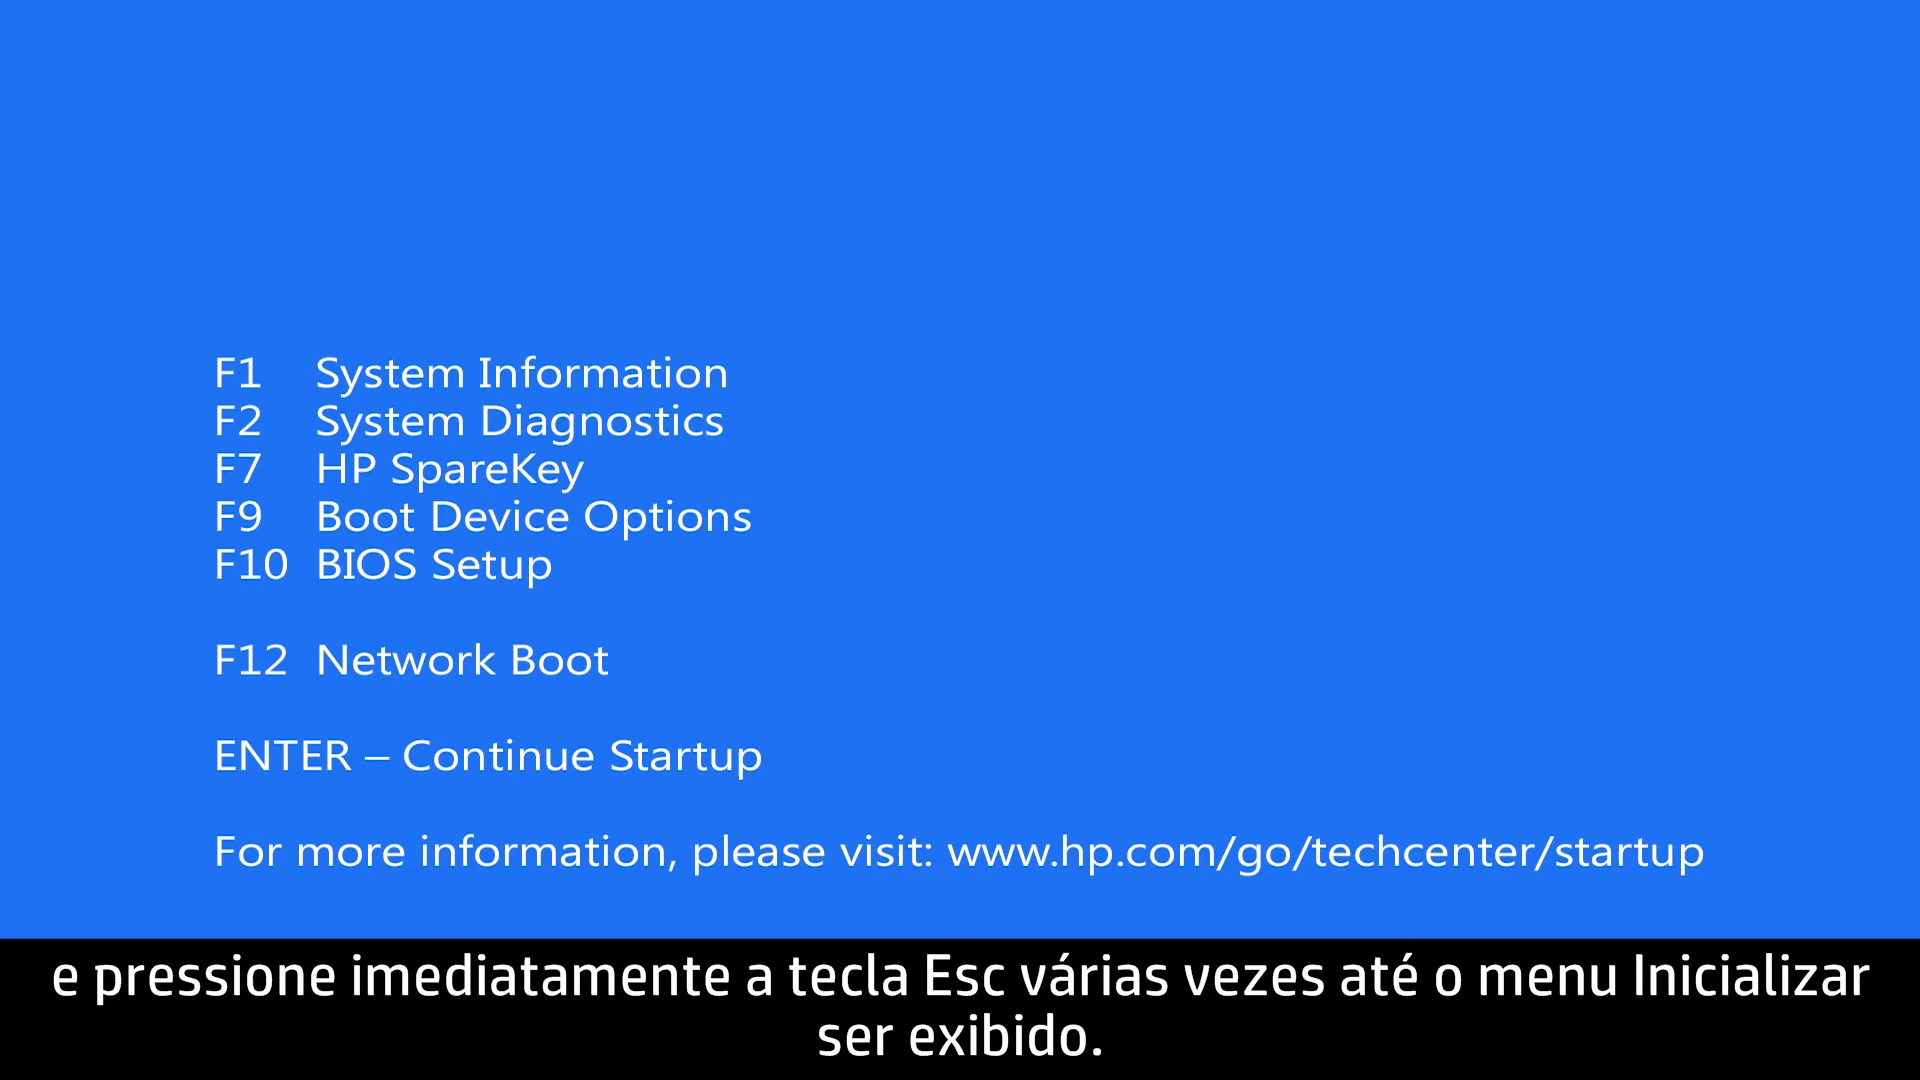 F1 System Information
F2 System Diagnostics
F7 HP SpareKey
F9 Boot Device Options
F10 BIOS Setup
F12 Network Boot
ENTER – Continue Startup
For more information, please visit: www.hp.com/go/techcenter/startup
e pressione imediatamente a tecla Esc várias vezes até o menu Inicializar
ser exibido.